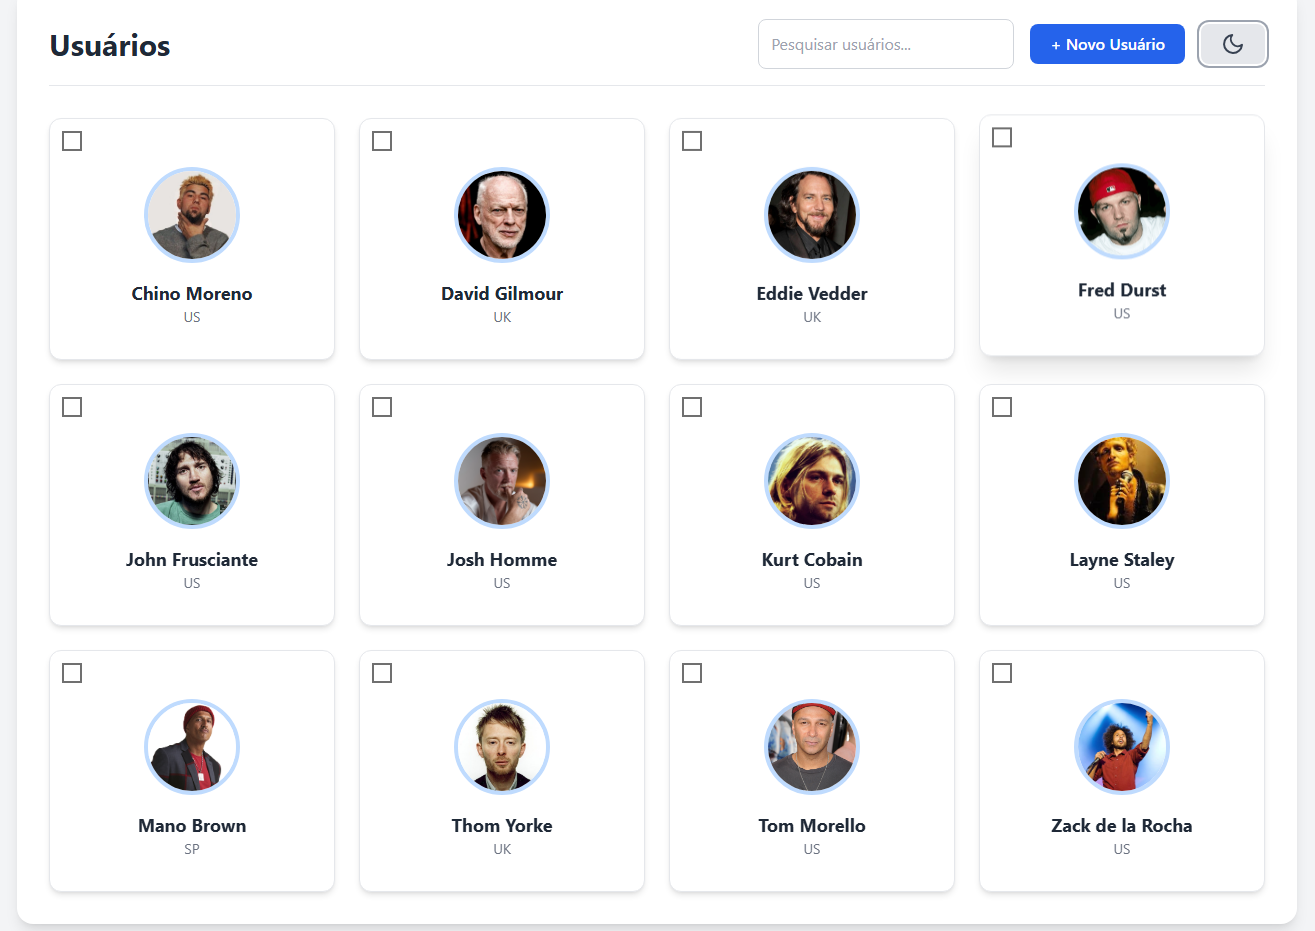 Usuários
Pesquisar usuários...
+ Novo Usuário
Chino Moreno
US
David Gilmour
UK
Eddie Vedder
UK
Fred Durst
US
John Frusciante
US
Josh Homme
US
Kurt Cobain
US
Layne Staley
US
Mano Brown
SP
Thom Yorke
UK
Tom Morello
US
Zack de la Rocha
US